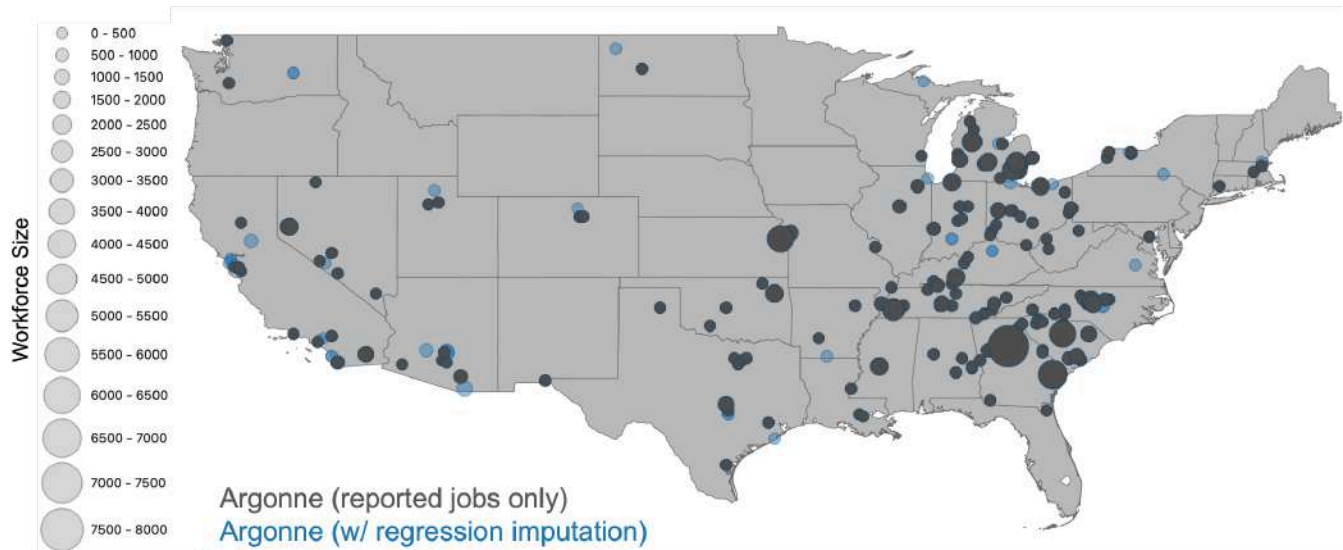 Workforce Size
0 - 500
500 - 1000
1000 - 1500
1500 - 2000
2000 - 2500
2500 - 3000
3000 - 3500
3500 - 4000
4000 - 4500
4500 - 5000
5000 - 5500
5500 - 6000
6000 - 6500
6500 - 7000
7000 - 7500
7500 - 8000
Argonne (reported jobs only)
Argonne (w/ regression imputation)